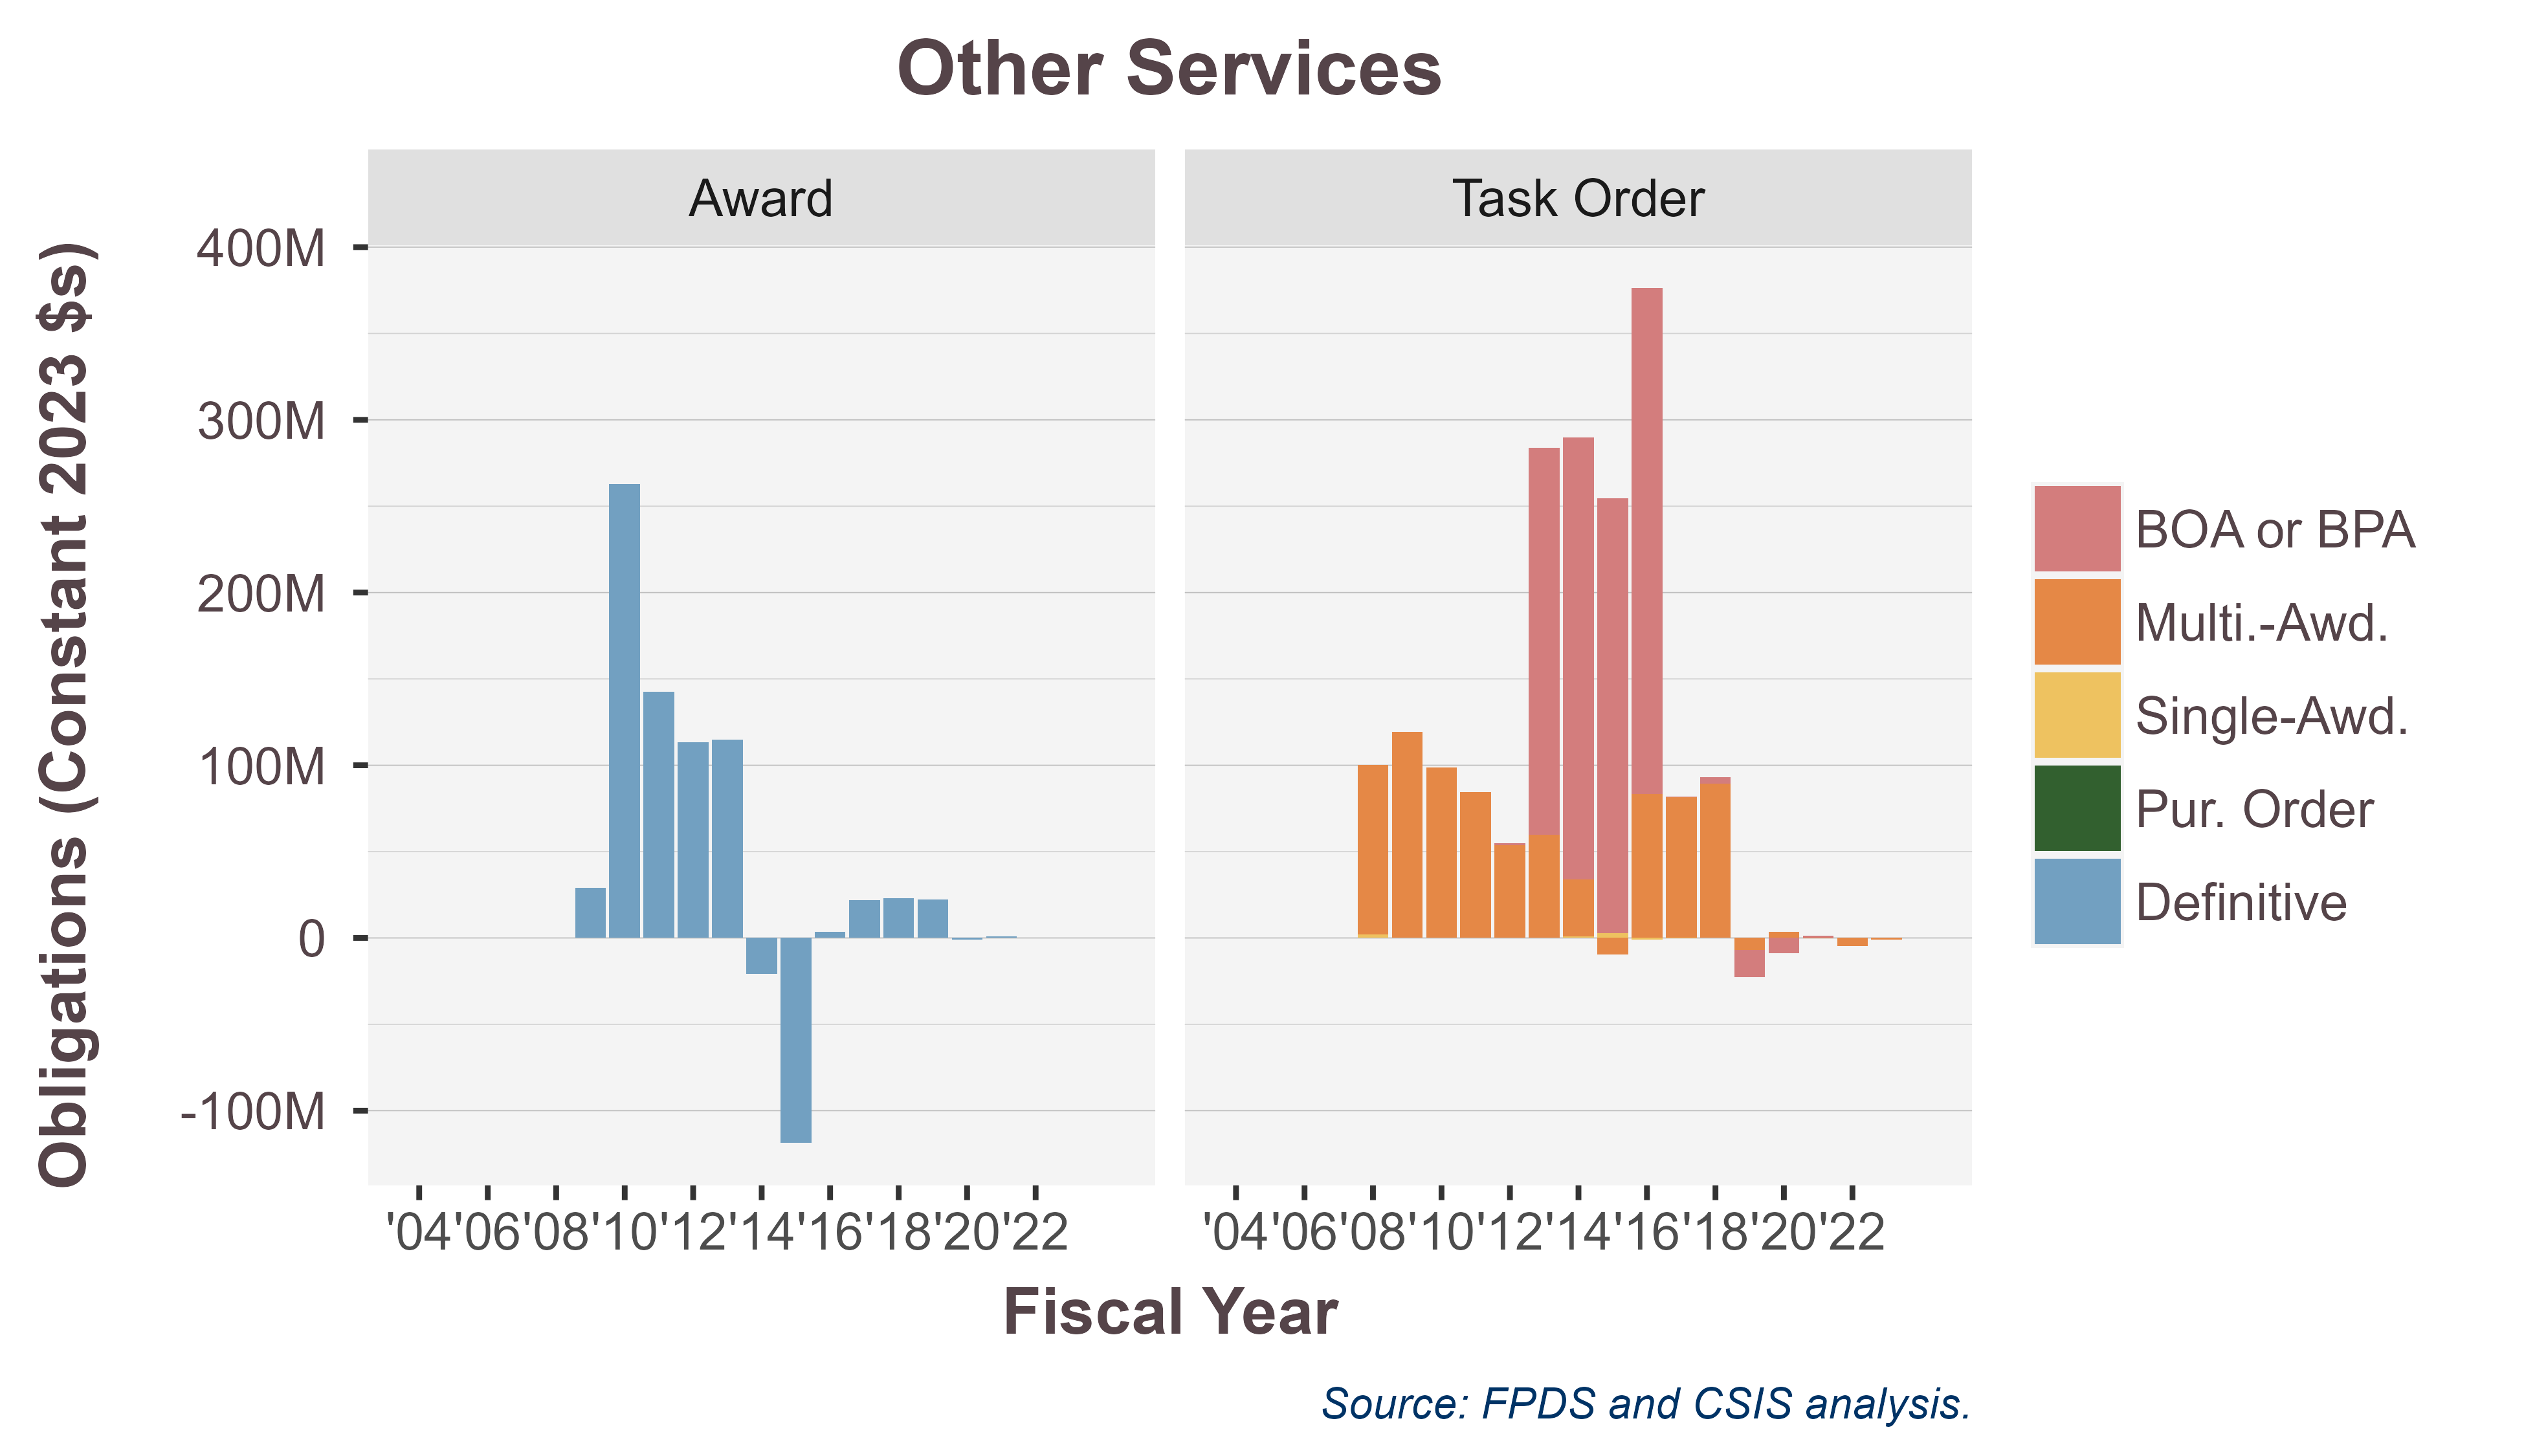 Other Services
Award
Task Order
Obligations (Constant 2023 $s)
400M
300M
200M
100M
0
-100M
'04 '06 '08 '10 '12 '14 '16 '18 '20 '22
'04 '06 '08 '10 '12 '14 '16 '18 '20 '22
Fiscal Year
BOA or BPA
Multi.-Awd.
Single-Awd.
Pur. Order
Definitive
Source: FPDS and CSIS analysis.